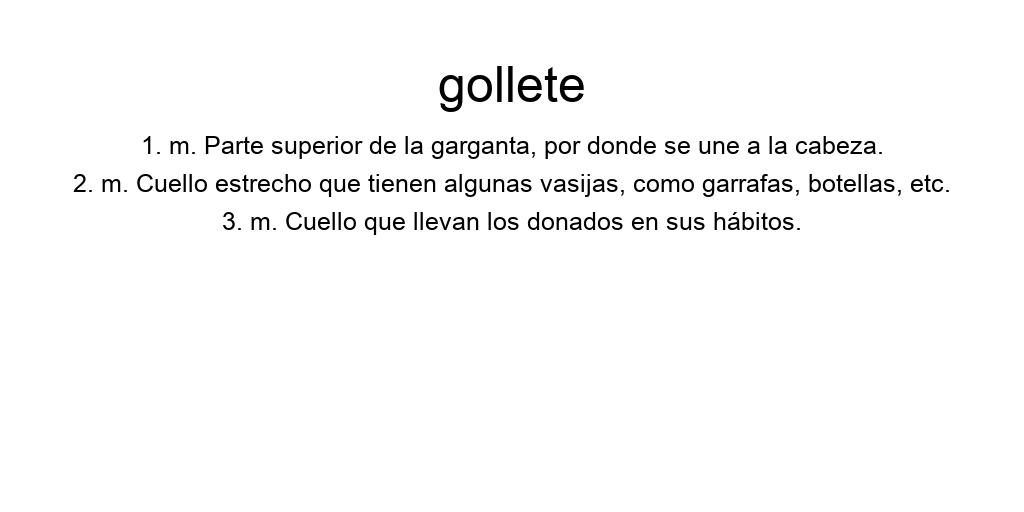 gollete
1. m. Parte superior de la garganta, por donde se une a la cabeza.
2. m. Cuello estrecho que tienen algunas vasijas, como garrafas, botellas, etc.
3. m. Cuello que llevan los donados en sus hábitos.